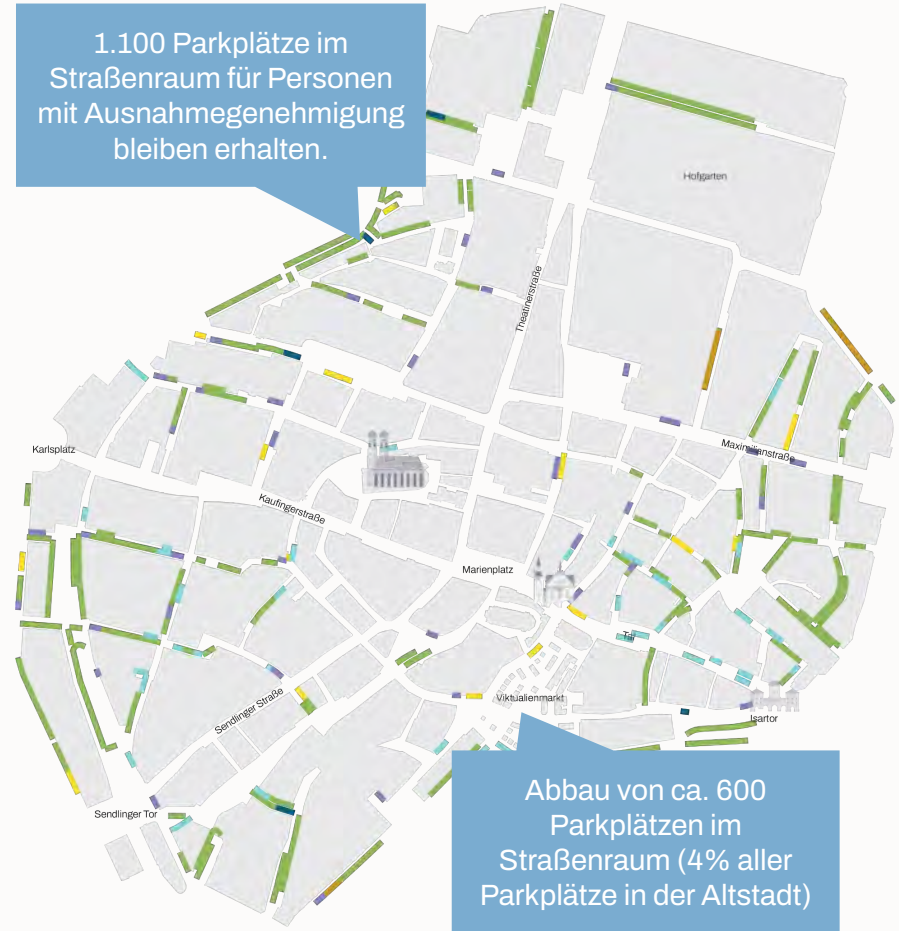 1.100 Parkplätze im
Straßenraum für Personen
mit Ausnahmegenehmigung
bleiben erhalten.
Hofgarten
Theatinerstraße
Karlsplatz
Maximilianstraße
Kaufingerstraße
Marienplatz
Tal
Viktualienmarkt
Isartor
Sendlinger Straße
Sendlinger Tor
Abbau von ca. 600
Parkplätzen im
Straßenraum (4% aller
Parkplätze in der Altstadt)